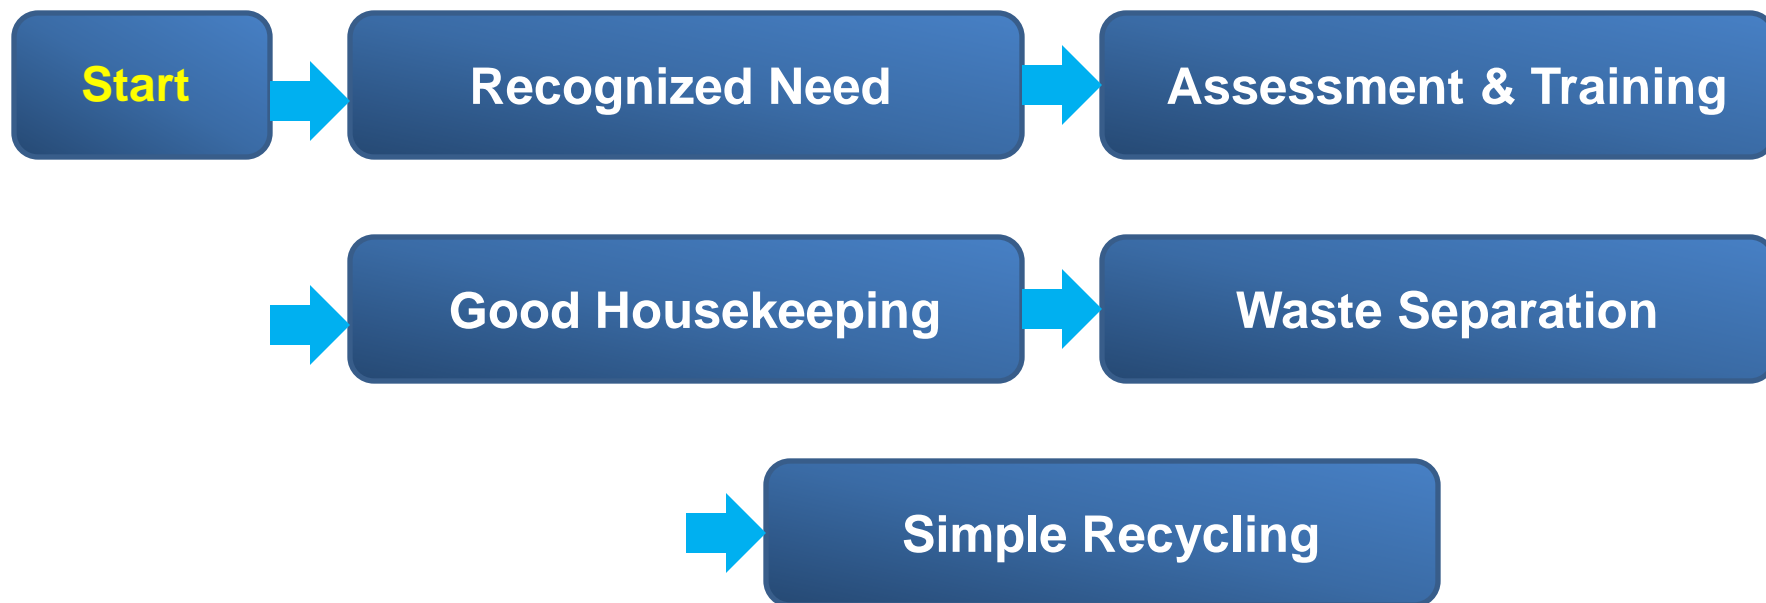 Start
Recognized Need
Assessment & Training
Good Housekeeping
Waste Separation
Simple Recycling